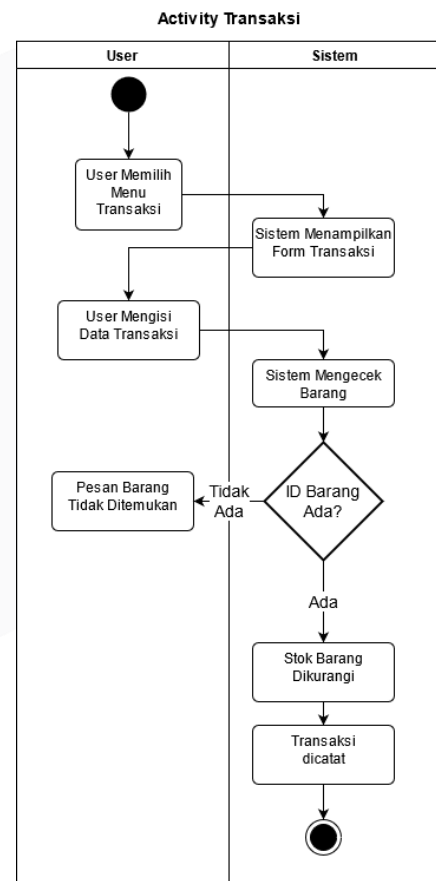 Activity Transaksi
User
Sistem
User Memilih
Menu
Transaksi
Sistem Menampilkan
Form Transaksi
User Mengisi
Data Transaksi
Sistem Mengecek
Barang
ID Barang
Ada?
Tidak
Ada
Pesan Barang
Tidak Ditemukan
Ada
Stok Barang
Dikurangi
Transaksi
dicatat